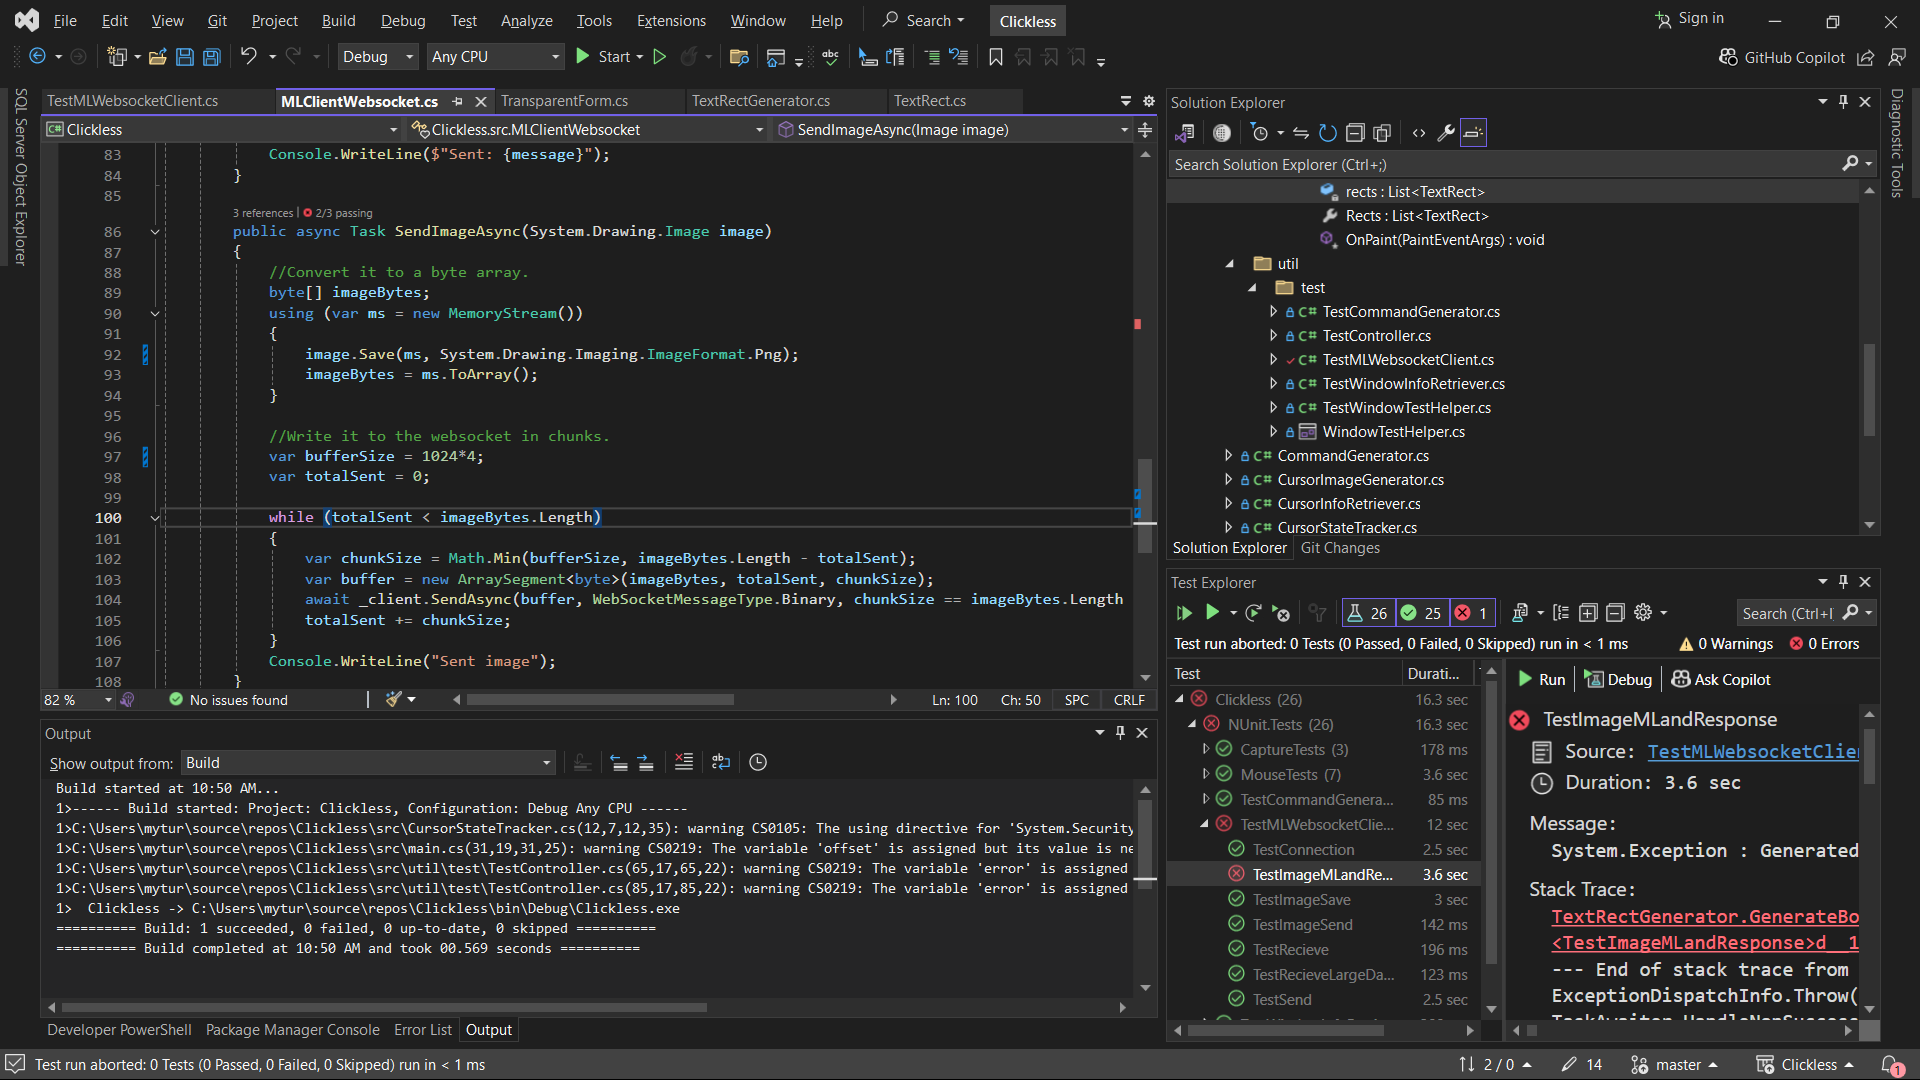 File Edit View Git Project Build Debug Test Analyze Tools Extensions Window Help Search Clickless Sign in
Debug Any CPU Start GitHub Copilot
SQL Server Object Explorer
TestMLWebsocketClient.cs MLClientWebsocket.cs TransparentForm.cs TextRectGenerator.cs TextRect.cs
Clickless Clickless.src.MLClientWebsocket SendImageAsync(Image image)
83 Console.WriteLine($"Sent: {message}");
84 }
85
3 references | 2/3 passing
86 public async Task SendImageAsync(System.Drawing.Image image)
87 {
88 //Convert it to a byte array.
89 byte[] imageBytes;
90 using (var ms = new MemoryStream())
91 {
92 image.Save(ms, System.Drawing.Imaging.ImageFormat.Png);
93 imageBytes = ms.ToArray();
94 }
95
96 //Write it to the websocket in chunks.
97 var bufferSize = 1024*4;
98 var totalSent = 0;
99
100 while (totalSent < imageBytes.Length)
101 {
102 var chunkSize = Math.Min(bufferSize, imageBytes.Length - totalSent);
103 var buffer = new ArraySegment<byte>(imageBytes, totalSent, chunkSize);
104 await _client.SendAsync(buffer, WebSocketMessageType.Binary, chunkSize == imageBytes.Length
105 totalSent += chunkSize;
106 }
107 Console.WriteLine("Sent image");
108 }
82 % No issues found Ln: 100 Ch: 50 SPC CRLF
Output
Show output from: Build
Build started at 10:50 AM...
1>------ Build started: Project: Clickless, Configuration: Debug Any CPU ------
1>C:\Users\mytur\source\repos\Clickless\src\CursorStateTracker.cs(12,7,12,35): warning CS0105: The using directive for 'System.Security
1>C:\Users\mytur\source\repos\Clickless\src\main.cs(31,19,31,25): warning CS0219: The variable 'offset' is assigned but its value is ne
1>C:\Users\mytur\source\repos\Clickless\src\util\test\TestController.cs(65,17,65,22): warning CS0219: The variable 'error' is assigned
1>C:\Users\mytur\source\repos\Clickless\src\util\test\TestController.cs(85,17,85,22): warning CS0219: The variable 'error' is assigned
1> Clickless -> C:\Users\mytur\source\repos\Clickless\bin\Debug\Clickless.exe
========== Build: 1 succeeded, 0 failed, 0 up-to-date, 0 skipped ==========
========== Build completed at 10:50 AM and took 00.569 seconds ==========
Developer PowerShell Package Manager Console Error List Output
Solution Explorer
Search Solution Explorer (Ctrl+;)
rects : List<TextRect>
Rects : List<TextRect>
OnPaint(PaintEventArgs) : void
util
test
C# TestCommandGenerator.cs
C# TestController.cs
C# TestMLWebsocketClient.cs
C# TestWindowInfoRetriever.cs
C# TestWindowTestHelper.cs
WindowTestHelper.cs
C# CommandGenerator.cs
C# CursorImageGenerator.cs
C# CursorInfoRetriever.cs
C# CursorStateTracker.cs
Solution Explorer Git Changes
Diagnostic Tools
Test Explorer
26 25 1 Search (Ctrl+I
Test run aborted: 0 Tests (0 Passed, 0 Failed, 0 Skipped) run in < 1 ms 0 Warnings 0 Errors
Test Durati...
Clickless (26) 16.3 sec
NUnit.Tests (26) 16.3 sec
CaptureTests (3) 178 ms
MouseTests (7) 3.6 sec
TestCommandGenera... 85 ms
TestMLWebsocketClie... 12 sec
TestConnection 2.5 sec
TestImageMLandRe... 3.6 sec
TestImageSave 3 sec
TestImageSend 142 ms
TestRecieve 196 ms
TestRecieveLargeDa... 123 ms
TestSend 2.5 sec
Run Debug Ask Copilot
TestImageMLandResponse
Source: TestMLWebsocketClie
Duration: 3.6 sec
Message:
System.Exception : Generated
Stack Trace:
TextRectGenerator.GenerateBo
<TestImageMLandResponse>d__1
--- End of stack trace from
ExceptionDispatchInfo.Throw(
Test run aborted: 0 Tests (0 Passed, 0 Failed, 0 Skipped) run in < 1 ms 2 / 0 14 master Clickless 1